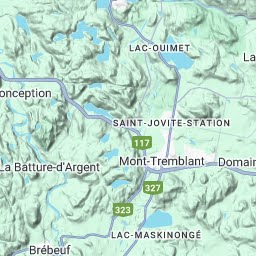 LAC-OUIMET
La
onception
SAINT-JOVITE-STATION
117
La Batture-d'Argent
Mont-Tremblant
Domain
327
323
LAC-MASKINONGÉ
Brébeuf